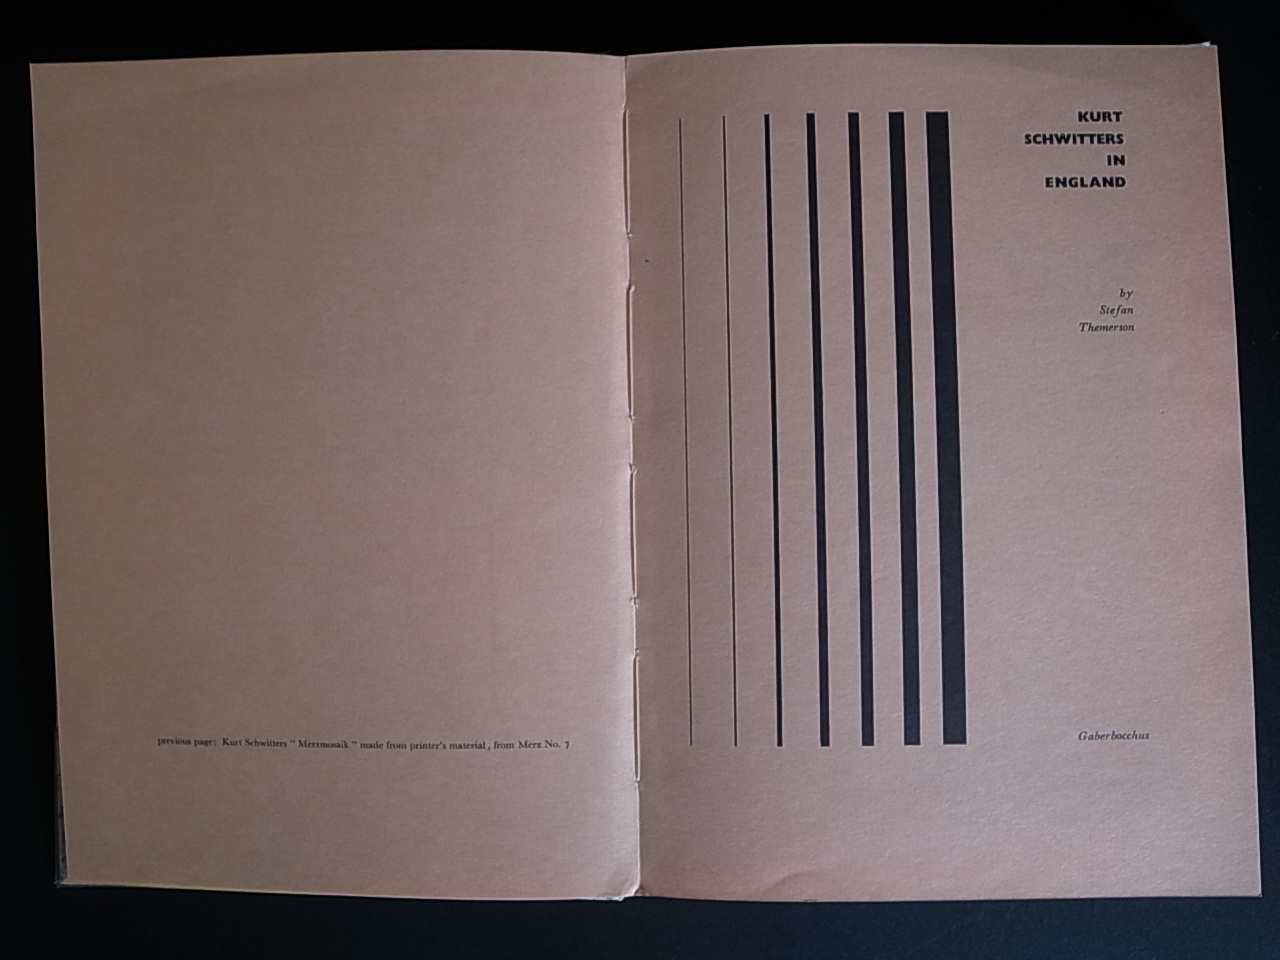 previous page: Kurt Schwitters “ Merzmosaik ” made from printer's material, from Merz No. 7
KURT
SCHWITTERS
IN
ENGLAND
by
Stefan
Themerson
Gaberbocchus